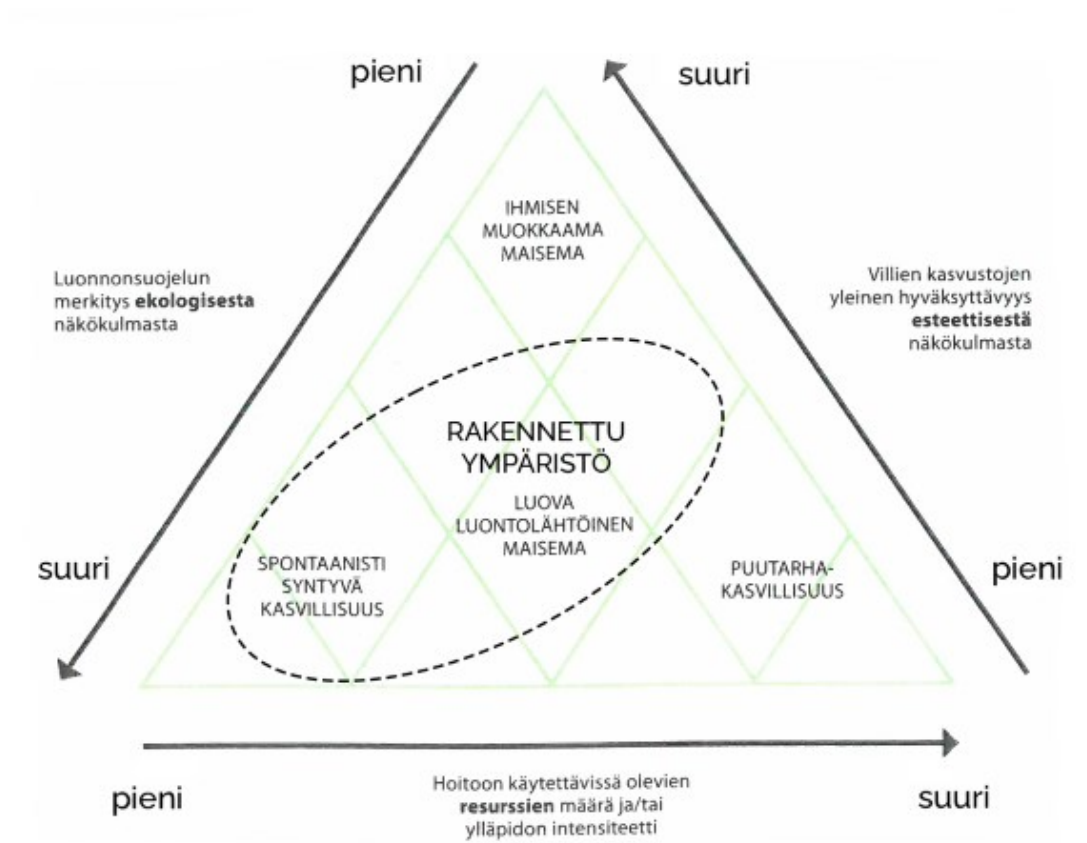 pieni
suuri
IHMISEN
MUOKKAAMA
MAISEMA
Luonnonsuojelun
merkitys ekologisesta
näkökulmasta
Villien kasvustojen
yleinen hyväksyttävyys
esteettisestä
näkökulmasta
RAKENNETTU
YMPÄRISTÖ
LUOVA
LUONTOLÄHTÖINEN
MAISEMA
SPONTAANISTI
SYNTYVÄ
KASVILLISUUS
PUUTARHA-
KASVILLISUUS
suuri
pieni
pieni
Hoitoon käytettävissä olevien
resurssien määrä ja/tai
ylläpidon intensiteetti
suuri